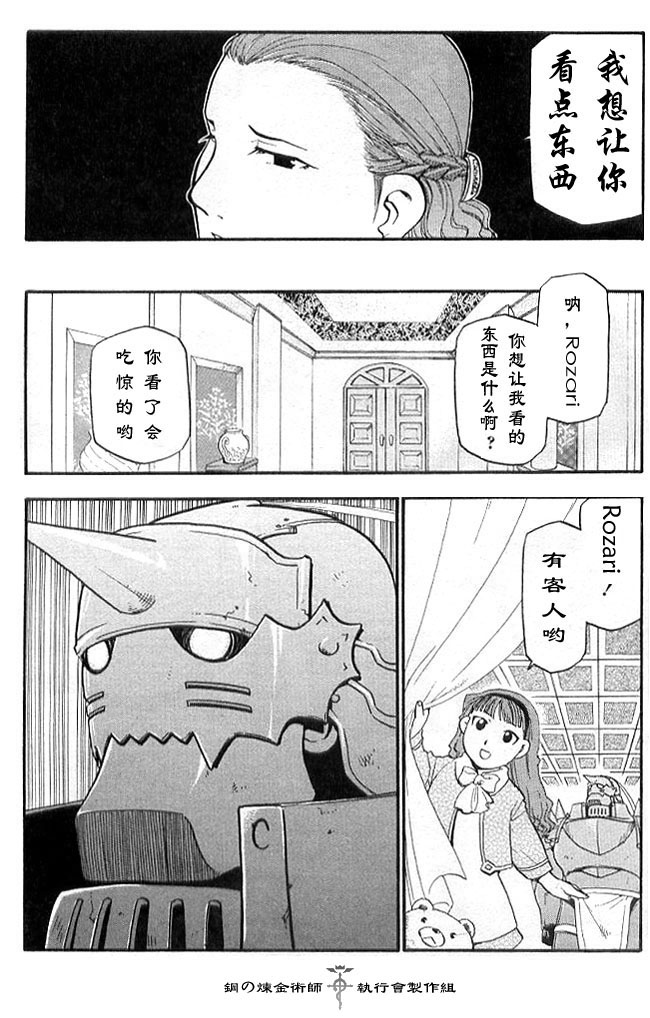 我想让你
看点东西
呐，Rozari
你想让我看的
东西是什么啊？
你看了会
吃惊的哟
Rozari！
有客人哟
鋼の煉金術師
執行會製作組